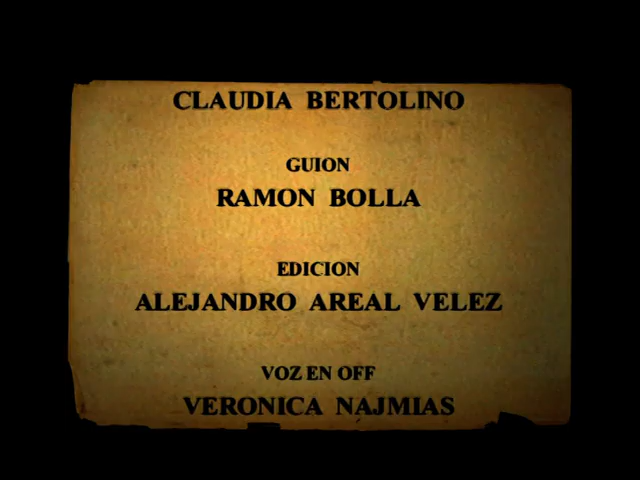 CLAUDIA BERTOLINO
GUION
RAMON BOLLA
EDICION
ALEJANDRO AREAL VELEZ
VOZ EN OFF
VERONICA NAJMIAS